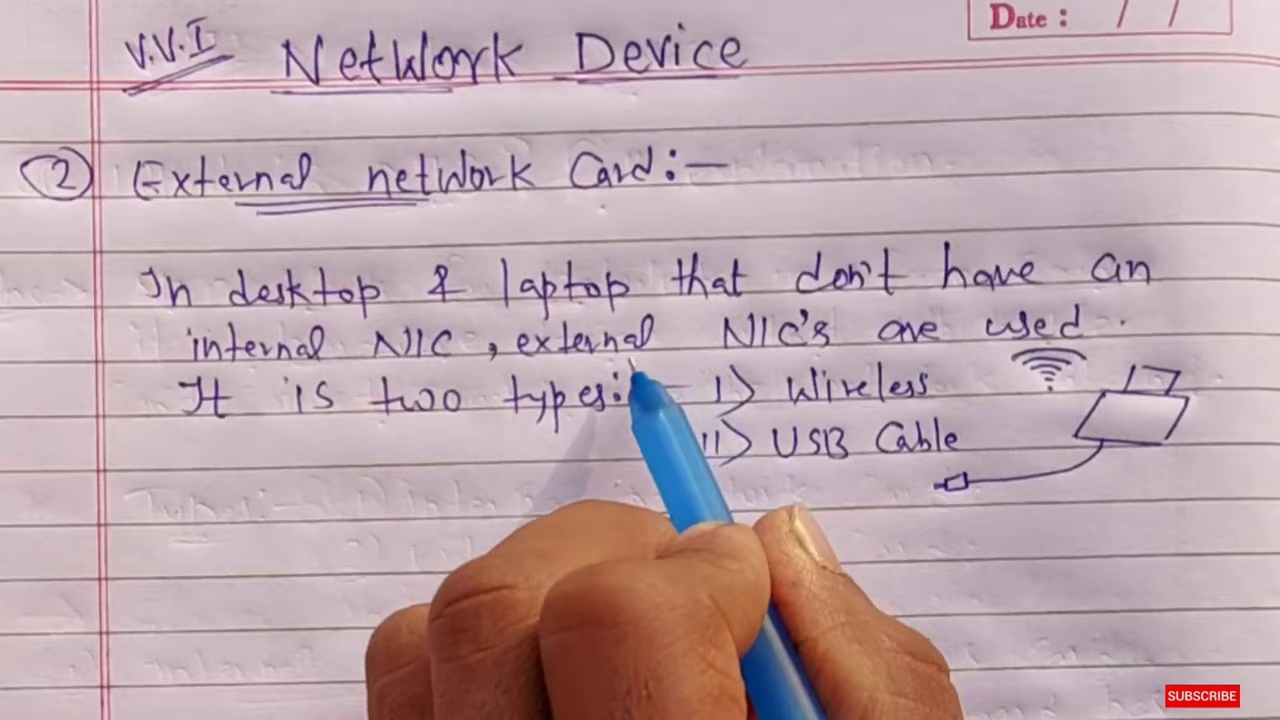 Date : / /
V.V.I Network Device
② External network Card:-
In desktop & laptop that don't have an
internal NIC, external NIC's are used.
It is two types:- i> Wireless
ii> USB Cable
SUBSCRIBE